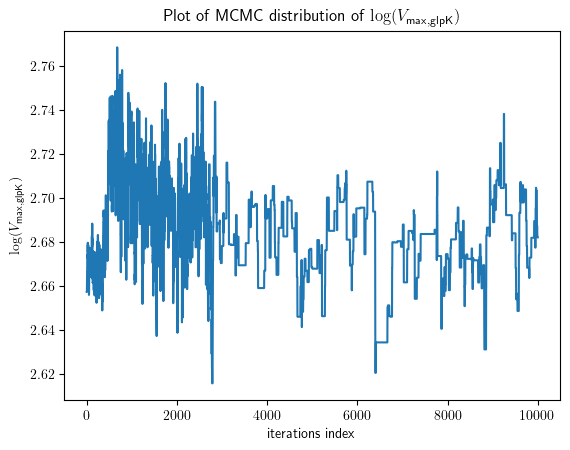 Plot of MCMC distribution of log(V_max,glpK)
log(V_max,glpK)
2.76
2.74
2.72
2.70
2.68
2.66
2.64
2.62
0 2000 4000 6000 8000 10000
iterations index